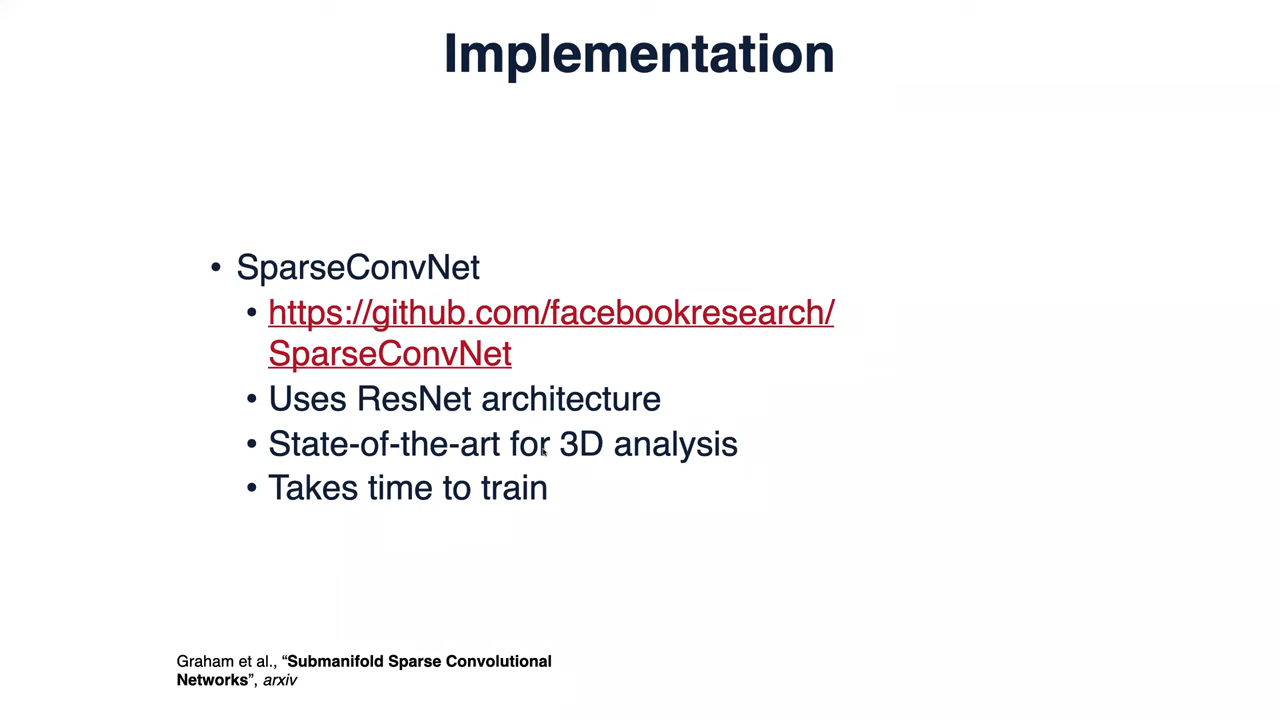 Implementation
• SparseConvNet
• https://github.com/facebookresearch/
SparseConvNet
• Uses ResNet architecture
• State-of-the-art for 3D analysis
• Takes time to train
Graham et al., “Submanifold Sparse Convolutional
Networks”, arxiv